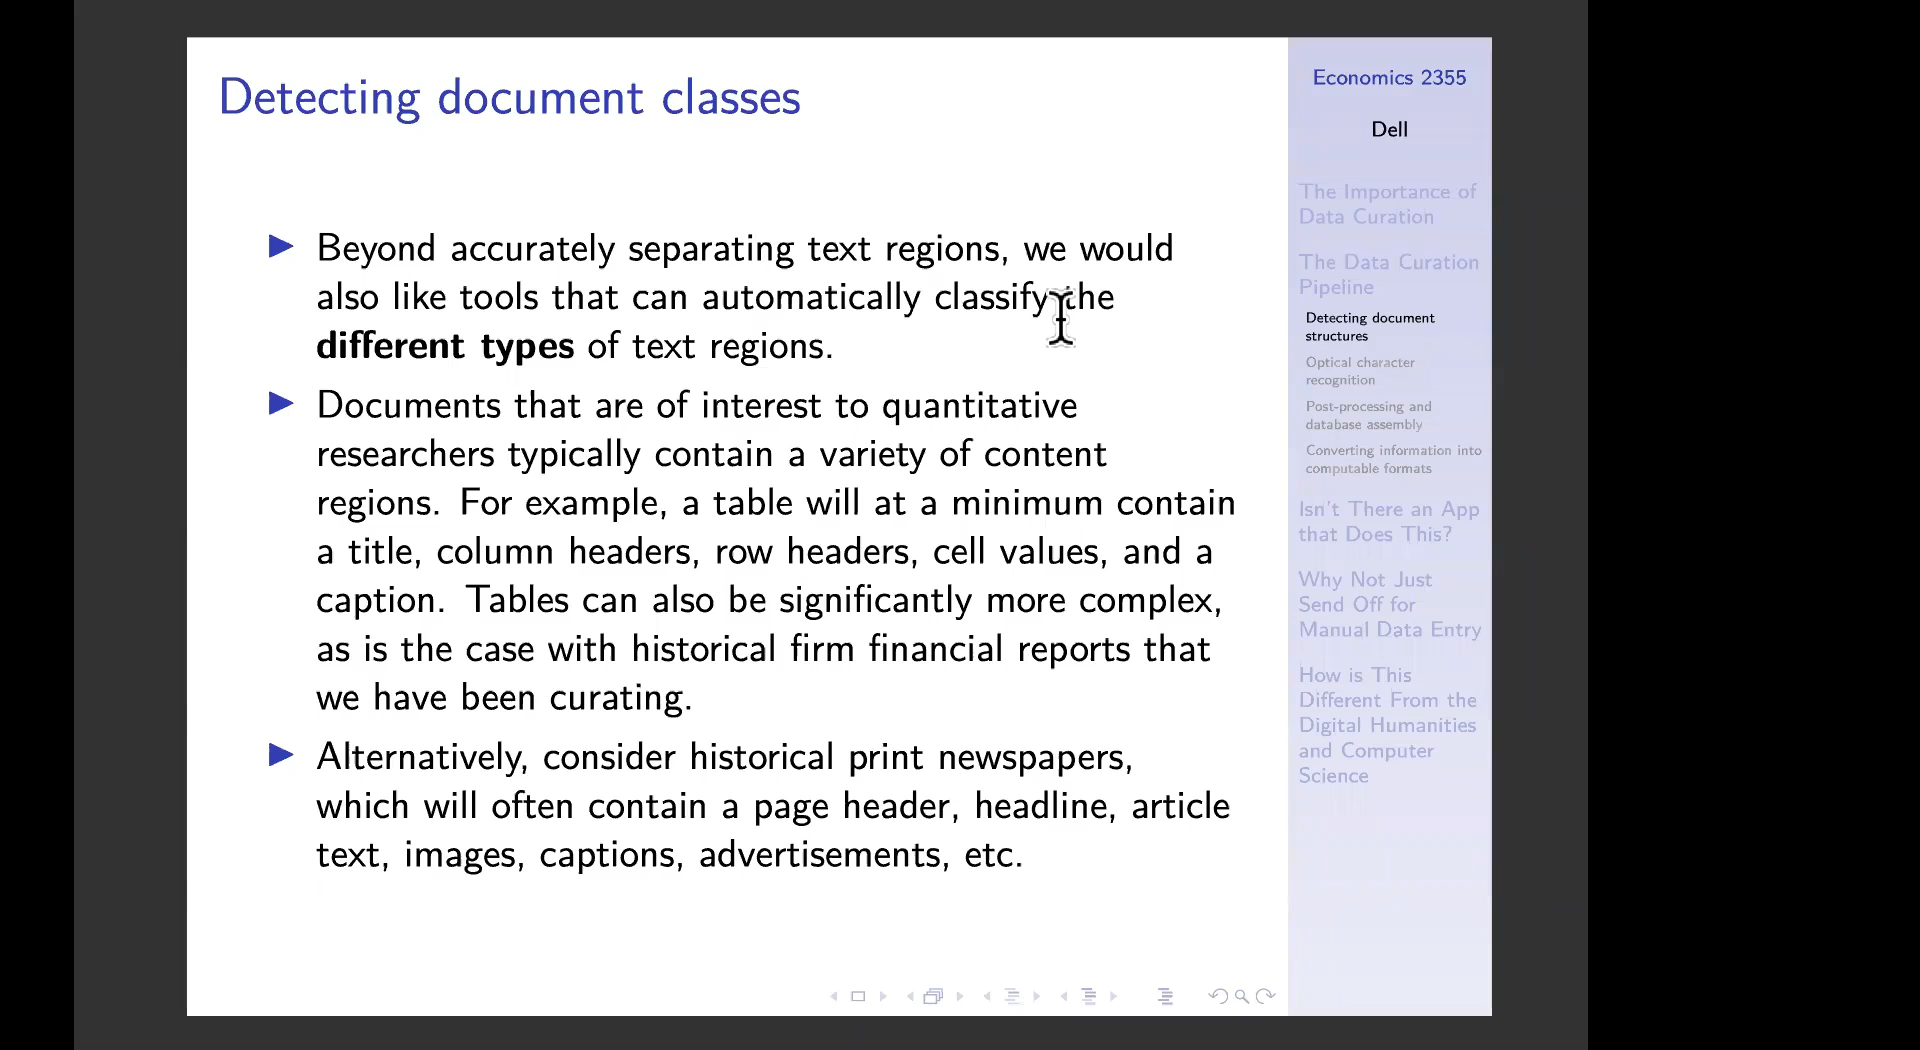 Detecting document classes
Beyond accurately separating text regions, we would
also like tools that can automatically classify the
different types of text regions.
Documents that are of interest to quantitative
researchers typically contain a variety of content
regions. For example, a table will at a minimum contain
a title, column headers, row headers, cell values, and a
caption. Tables can also be significantly more complex,
as is the case with historical firm financial reports that
we have been curating.
Alternatively, consider historical print newspapers,
which will often contain a page header, headline, article
text, images, captions, advertisements, etc.
Economics 2355
Dell
The Importance of
Data Curation
The Data Curation
Pipeline
Detecting document
structures
Optical character
recognition
Post-processing and
database assembly
Converting information into
computable formats
Isn't There an App
that Does This?
Why Not Just
Send Off for
Manual Data Entry
How is This
Different From the
Digital Humanities
and Computer
Science